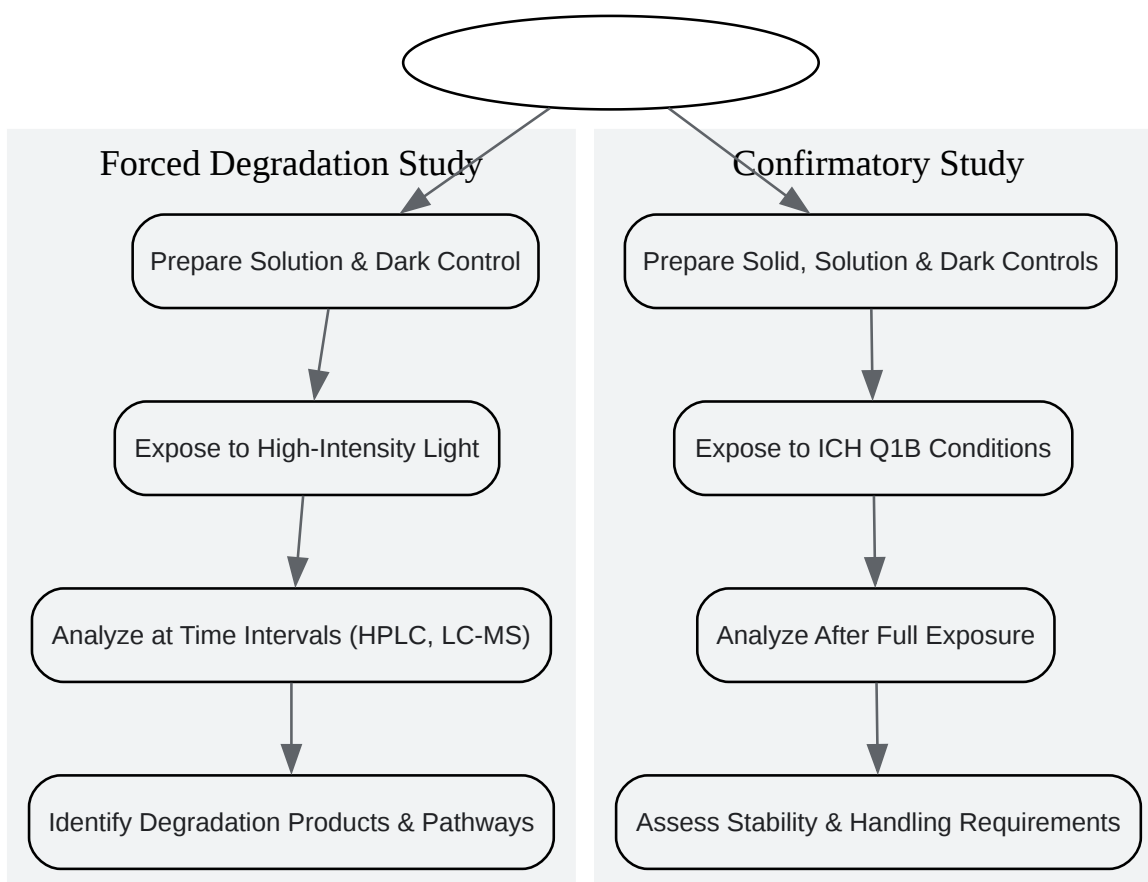 Forced Degradation Study
Prepare Solution & Dark Control
Expose to High-Intensity Light
Analyze at Time Intervals (HPLC, LC-MS)
Identify Degradation Products & Pathways
Confirmatory Study
Prepare Solid, Solution & Dark Controls
Expose to ICH Q1B Conditions
Analyze After Full Exposure
Assess Stability & Handling Requirements